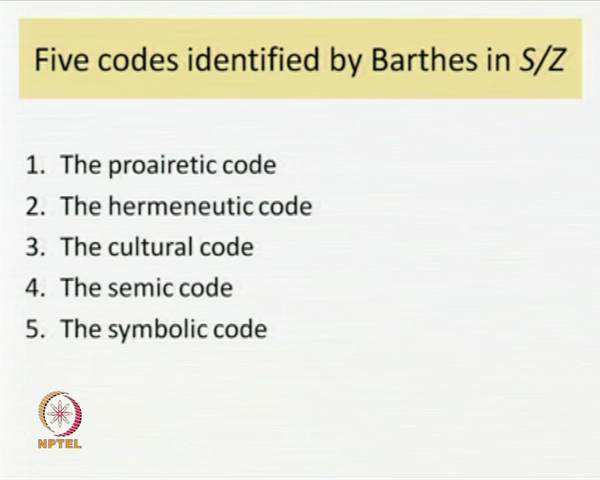 Five codes identified by Barthes in S/Z
1. The proairetic code
2. The hermeneutic code
3. The cultural code
4. The semic code
5. The symbolic code
NPTEL